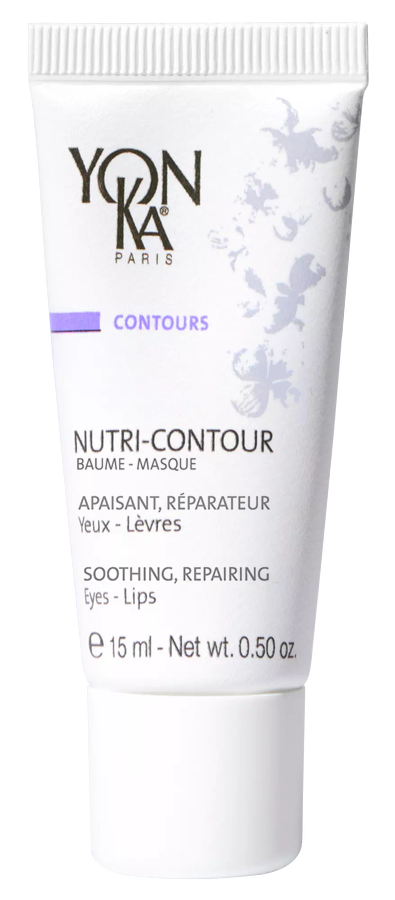 YON
KA®
PARIS
CONTOURS
NUTRI-CONTOUR
BAUME - MASQUE
APAISANT, RÉPARATEUR
Yeux - Lèvres
SOOTHING, REPAIRING
Eyes - Lips
℮ 15 ml - Net wt. 0.50 oz.